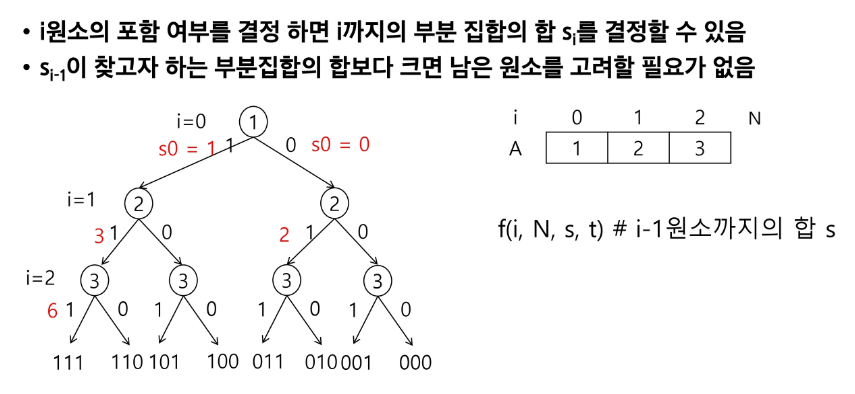 • i원소의 포함 여부를 결정 하면 i까지의 부분 집합의 합 si를 결정할 수 있음
• si-1이 찾고자 하는 부분집합의 합보다 크면 남은 원소를 고려할 필요가 없음
i=0 1
s0 = 1 1 0 s0 = 0
i 0 1 2 N
A 1 2 3
i=1 2 2
3 1 0 2 1 0
f(i, N, s, t) # i-1원소까지의 합 s
i=2 3 3 3 3
6 1 0 1 0 1 0 1 0
111 110 101 100 011 010 001 000